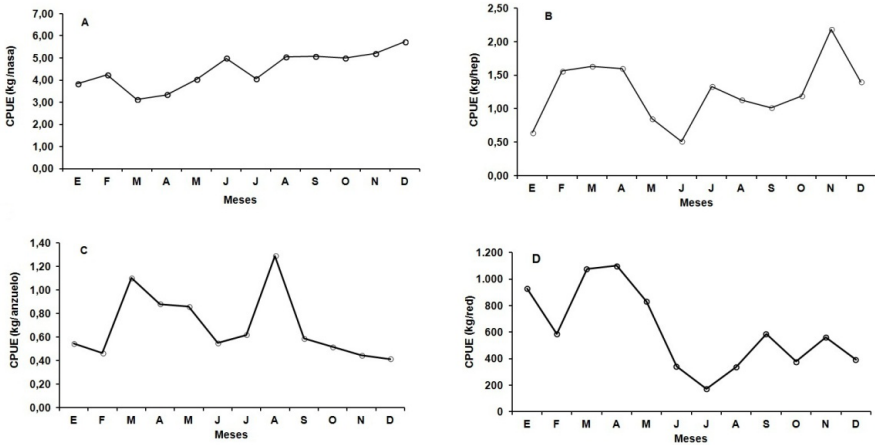 A
CPUE (kg/nasa)
7,00
6,00
5,00
4,00
3,00
2,00
1,00
0,00
E F M A M J J A S O N D
Meses
B
CPUE (kg/hep)
2,50
2,00
1,50
1,00
0,50
0,00
E F M A M J J A S O N D
Meses
C
CPUE (kg/anzuelo)
1,40
1,20
1,00
0,80
0,60
0,40
0,20
0,00
E F M A M J J A S O N D
Meses
D
CPUE (kg/red)
1.200
1.000
800
600
400
200
0
E F M A M J J A S O N D
Meses